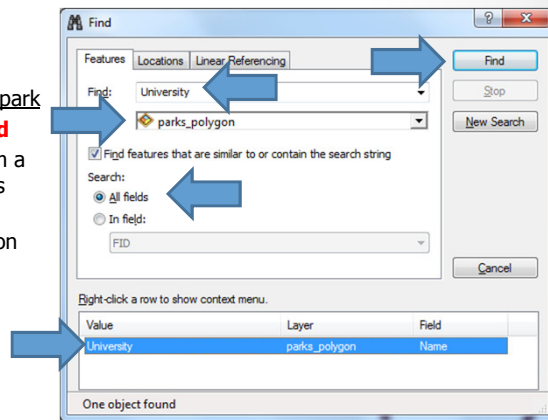 Find
Features Locations Linear Referencing
Find: University
parks_polygon
Find features that are similar to or contain the search string
Search:
All fields
In field:
FID
Find
Stop
New Search
Cancel
park
d
a
s
on
Right-click a row to show context menu.
Value Layer Field
University parks_polygon Name
One object found